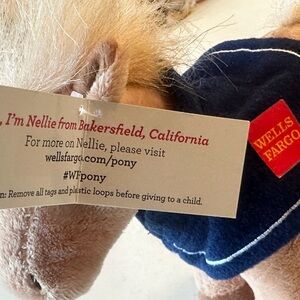 , I'm Nellie from Bakersfield, California
For more on Nellie, please visit
wellsfargo.com/pony
#WFpony
n: Remove all tags and plastic loops before giving to a child.
WELLS
FARGO